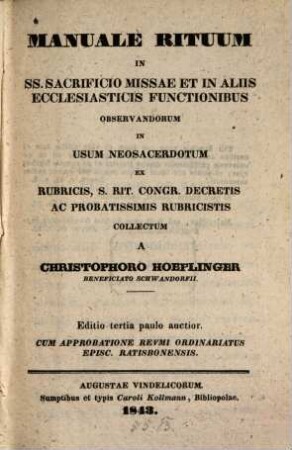 MANUALE RITUUM
IN
SS. SACRIFICIO MISSAE ET IN ALIIS
ECCLESIASTICIS FUNCTIONIBUS
OBSERVANDORUM
IN
USUM NEOSACERDOTUM
EX
RUBRICIS, S. RIT. CONGR. DECRETIS
AC PROBATISSIMIS RUBRICISTIS
COLLECTUM
A
CHRISTOPHORO HOEPLINGER
BENEFICIATO SCHWANDORFII.
Editio tertia paulo auctior.
CUM APPROBATIONE REVMI ORDINARIATUS
EPISC. RATISBONENSIS.
AUGUSTAE VINDELICORUM.
Sumptibus et typis Caroli Kollmann, Bibliopolae.
1843.